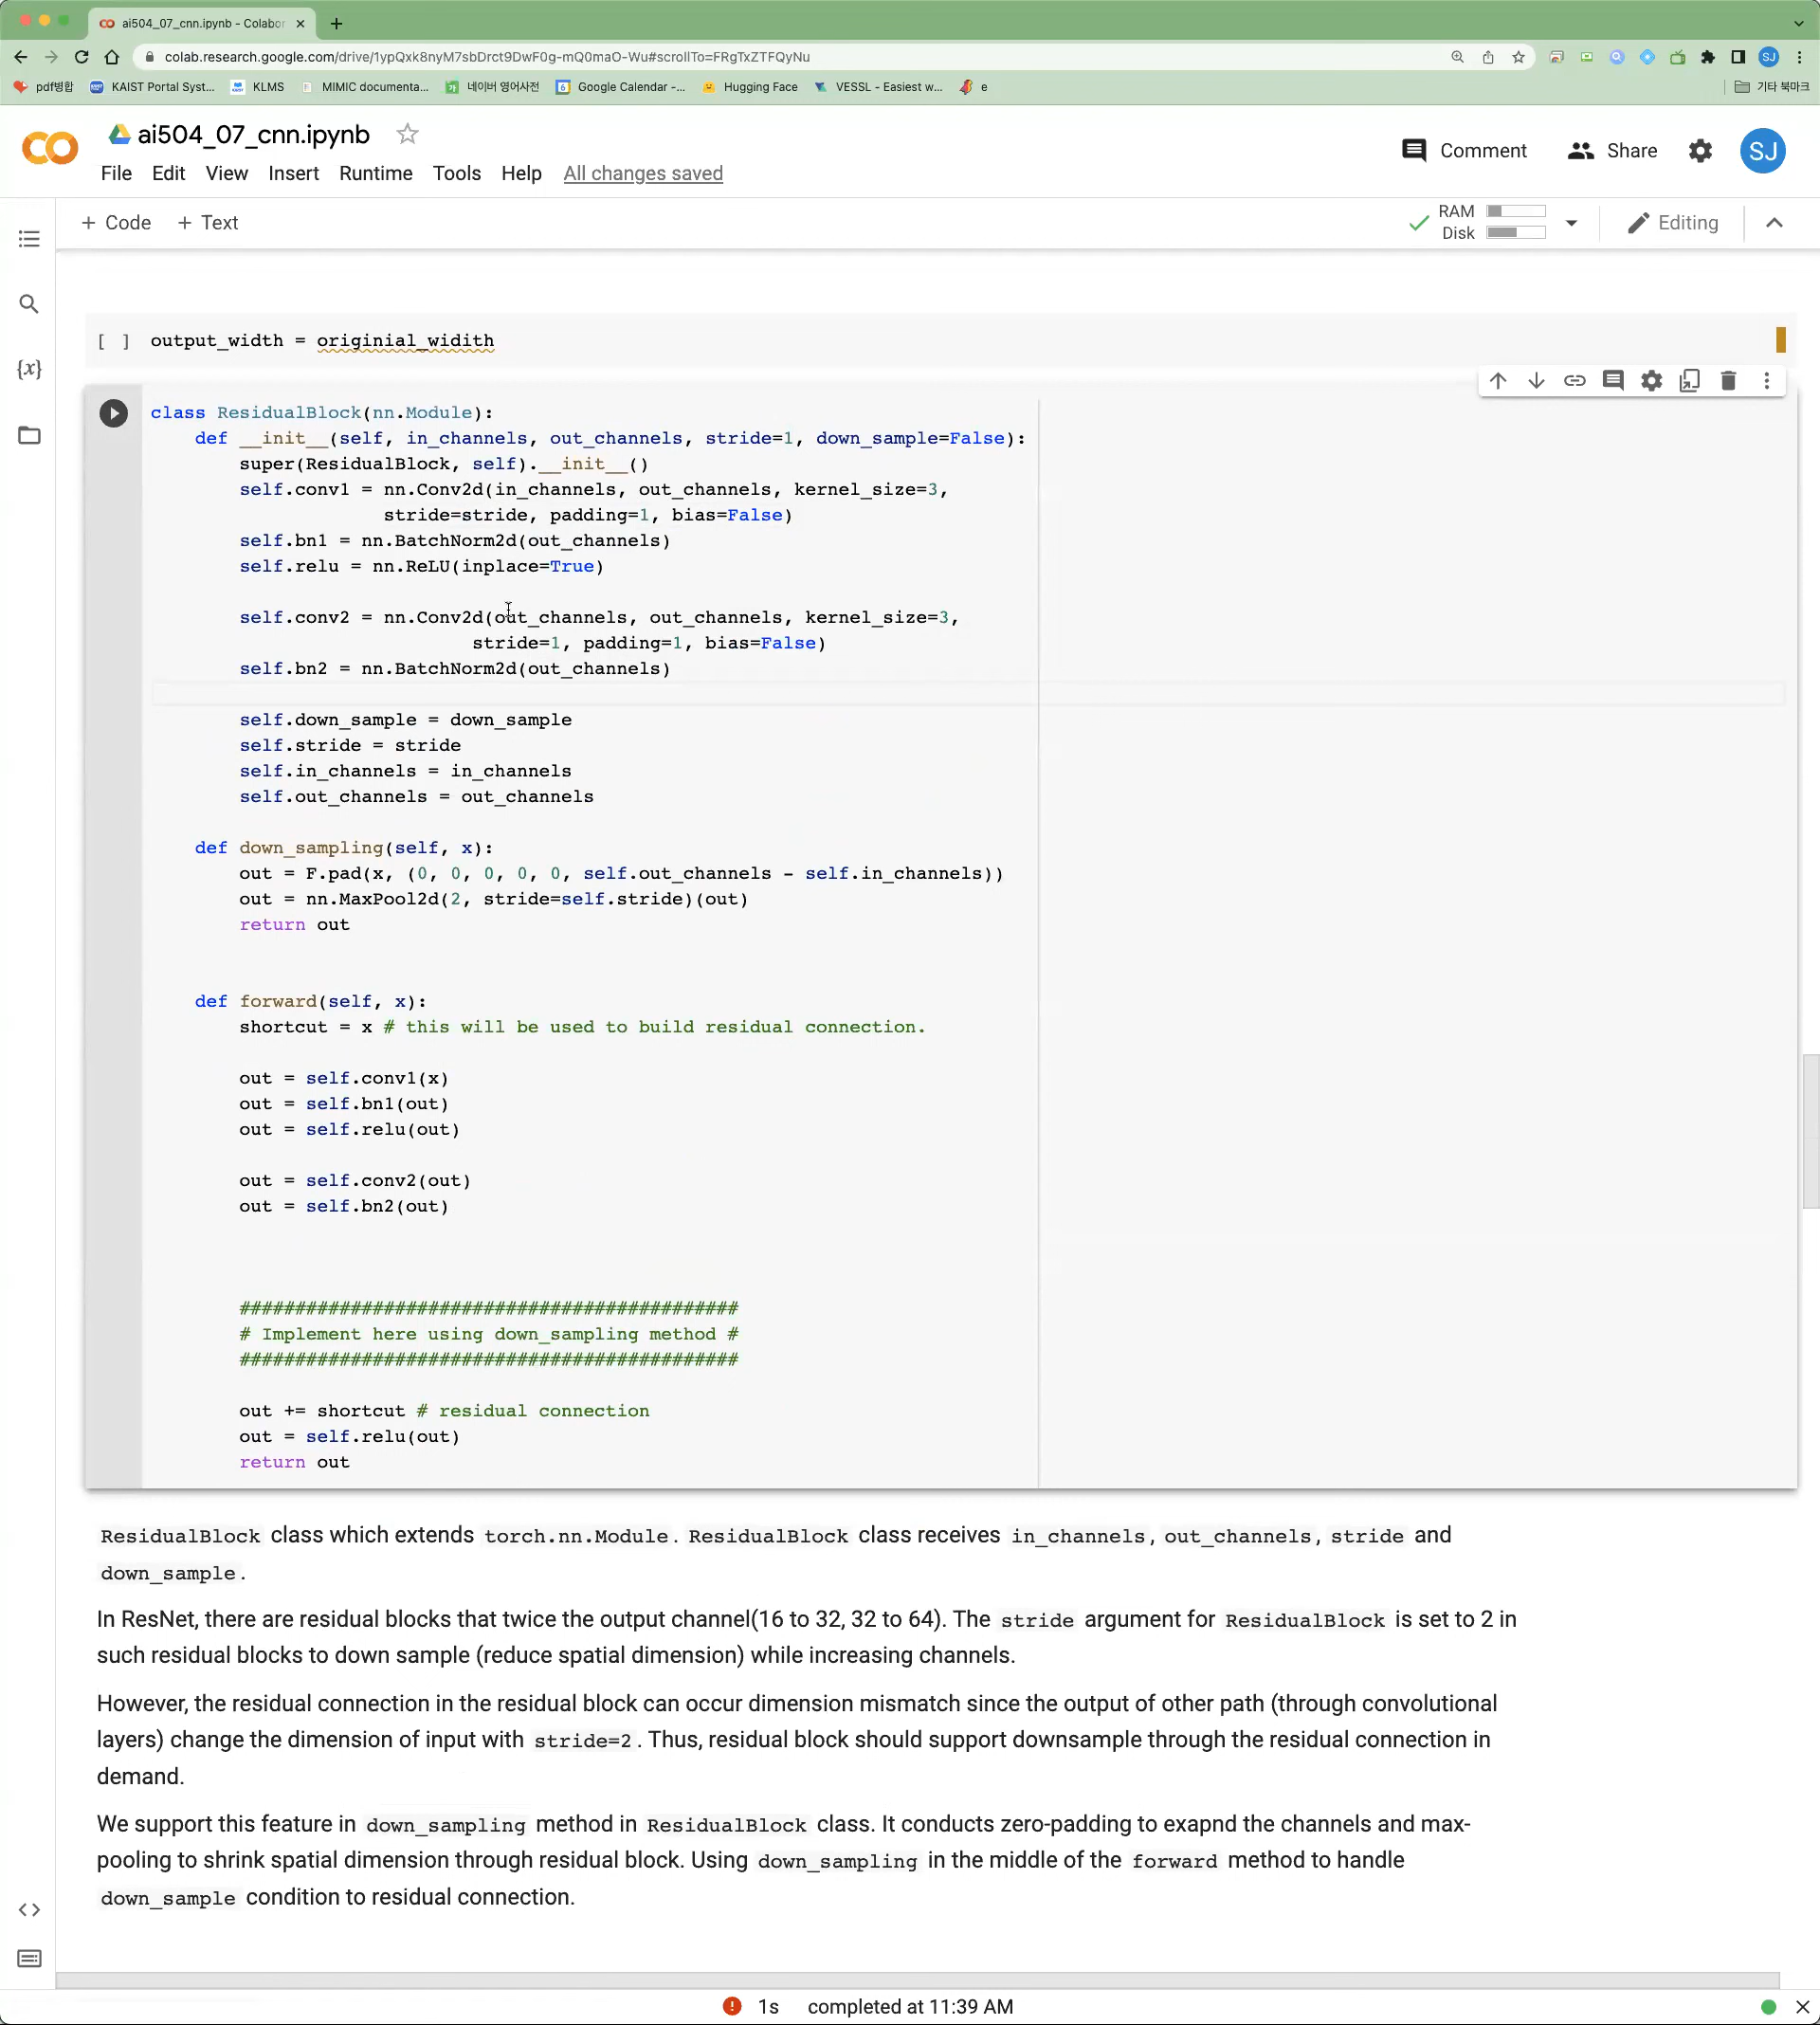 ai504_07_cnn.ipynb - Colabor
colab.research.google.com/drive/1ypQxk8nyM7sbDrct9DwF0g-mQ0maO-Wu#scrollTo=FRgTxZTFQyNu
SJ
pdf병합 KAIST Portal Syst... KLMS MIMIC documenta... 네이버 영어사전 Google Calendar -... Hugging Face VESSL - Easiest w... e 기타 북마크
ai504_07_cnn.ipynb
Comment Share SJ
File Edit View Insert Runtime Tools Help All changes saved
+ Code + Text
RAM
Disk
Editing
[ ] output_width = originial_widith
class ResidualBlock(nn.Module):
def __init__(self, in_channels, out_channels, stride=1, down_sample=False):
super(ResidualBlock, self).__init__()
self.conv1 = nn.Conv2d(in_channels, out_channels, kernel_size=3,
stride=stride, padding=1, bias=False)
self.bn1 = nn.BatchNorm2d(out_channels)
self.relu = nn.ReLU(inplace=True)
self.conv2 = nn.Conv2d(out_channels, out_channels, kernel_size=3,
stride=1, padding=1, bias=False)
self.bn2 = nn.BatchNorm2d(out_channels)
self.down_sample = down_sample
self.stride = stride
self.in_channels = in_channels
self.out_channels = out_channels
def down_sampling(self, x):
out = F.pad(x, (0, 0, 0, 0, 0, self.out_channels - self.in_channels))
out = nn.MaxPool2d(2, stride=self.stride)(out)
return out
def forward(self, x):
shortcut = x # this will be used to build residual connection.
out = self.conv1(x)
out = self.bn1(out)
out = self.relu(out)
out = self.conv2(out)
out = self.bn2(out)
#############################################
# Implement here using down_sampling method #
#############################################
out += shortcut # residual connection
out = self.relu(out)
return out
ResidualBlock class which extends torch.nn.Module. ResidualBlock class receives in_channels, out_channels, stride and
down_sample.
In ResNet, there are residual blocks that twice the output channel(16 to 32, 32 to 64). The stride argument for ResidualBlock is set to 2 in
such residual blocks to down sample (reduce spatial dimension) while increasing channels.
However, the residual connection in the residual block can occur dimension mismatch since the output of other path (through convolutional
layers) change the dimension of input with stride=2. Thus, residual block should support downsample through the residual connection in
demand.
We support this feature in down_sampling method in ResidualBlock class. It conducts zero-padding to exapnd the channels and max-
pooling to shrink spatial dimension through residual block. Using down_sampling in the middle of the forward method to handle
down_sample condition to residual connection.
1s completed at 11:39 AM